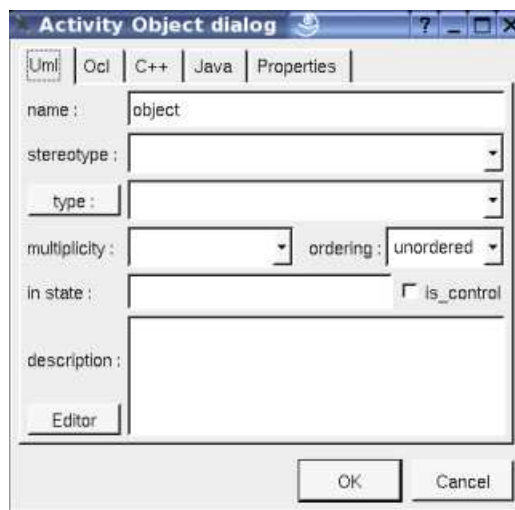 Activity Object dialog
Uml Ocl C++ Java Properties
name : object
stereotype :
type :
multiplicity : ordering : unordered
in state : is_control
description :
Editor
OK Cancel